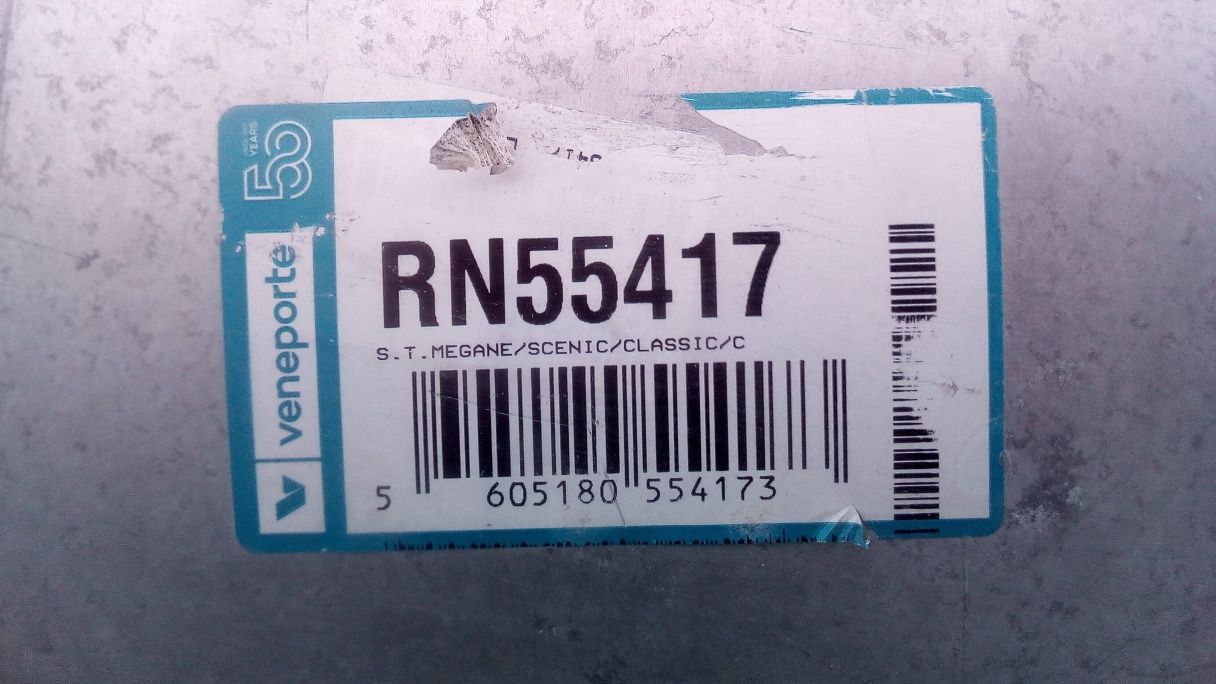 50
YEARS
veneporte
RN55417
S.T.MEGANE/SCENIC/CLASSIC/C
5 605180 554173